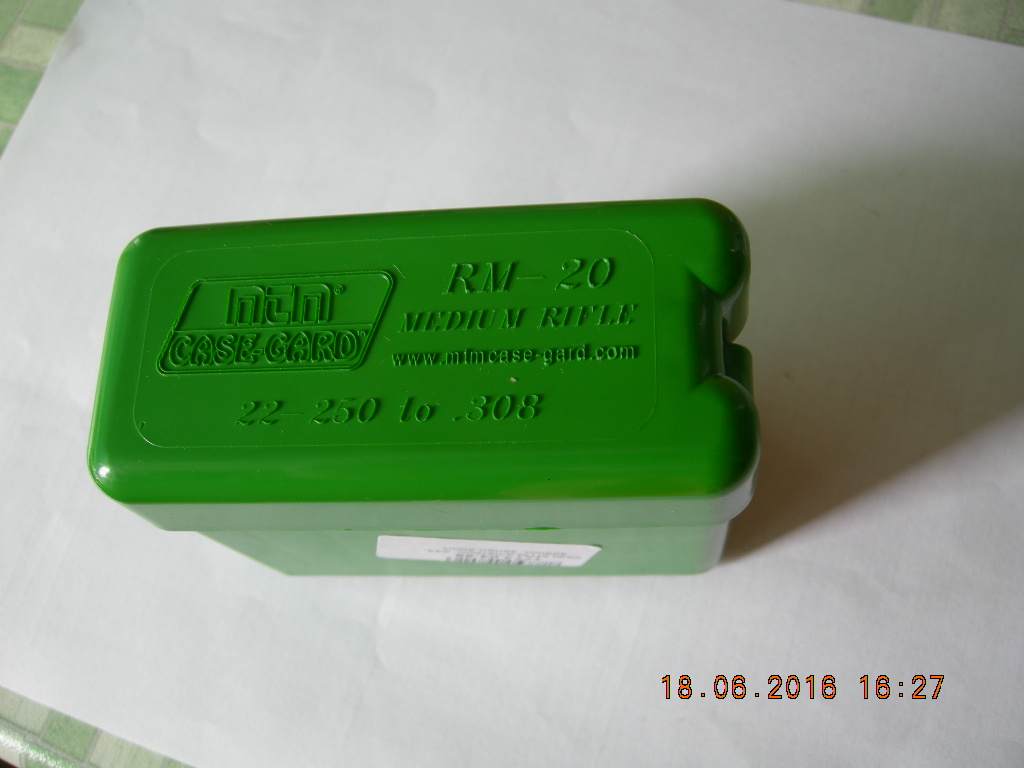 mtm®
CASE-GARD™
RM-20
MEDIUM RIFLE
www.mtmcase-gard.com
22-250 to .308
18.06.2016 16:27